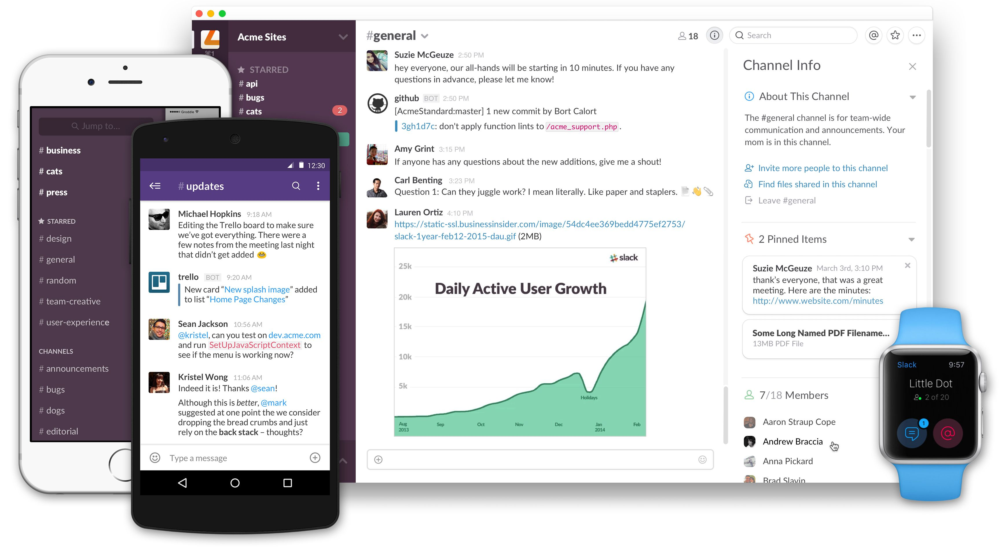 Acme Sites
⌘1
STARRED
# api
# bugs
# cats
2
#general
18
Search
Suzie McGeuze 2:50 PM
hey everyone, our all-hands will be starting in 10 minutes. If you have any
questions in advance, please let me know!
github BOT 2:50 PM
[AcmeStandard:master] 1 new commit by Bort Calort
3gh1d7c: don't apply function lints to /acme_support.php.
Amy Grint 3:15 PM
If anyone has any questions about the new additions, give me a shout!
Carl Benting 3:23 PM
Question 1: Can they juggle work? I mean literally. Like paper and staplers.
Lauren Ortiz 4:10 PM
https://static-ssl.businessinsider.com/image/54dc4ee369bedd4775ef2753/
slack-1year-feb12-2015-dau.gif (2MB)
slack
Daily Active User Growth
25k
20k
15k
10k
5k
Holidays
Aug Sep Oct Nov Dec Jan Feb
2013 2014
Channel Info
About This Channel
The #general channel is for team-wide
communication and announcements. Your
mom is in this channel.
Invite more people to this channel
Find files shared in this channel
Leave #general
2 Pinned Items
Suzie McGeuze March 3rd, 3:10 PM
thank's everyone, that was a great
meeting. Here are the minutes:
http://www.website.com/minutes
Some Long Named PDF Filename...
13MB PDF File
7/18 Members
Aaron Straup Cope
Andrew Braccia
Anna Pickard
Brad Slavin
Groddle
Jump to...
# business
# cats
# press
STARRED
# design
# general
# random
# team-creative
# user-experience
CHANNELS
# announcements
# bugs
# dogs
# editorial
12:30
# updates
Michael Hopkins 9:18 AM
Editing the Trello board to make sure
we've got everything. There were a
few notes from the meeting last night
that didn't get added
trello BOT 9:20 AM
New card “New splash image” added
to list “Home Page Changes”
Sean Jackson 10:56 AM
@kristel, can you test on dev.acme.com
and run SetUpJavaScriptContext to
see if the menu is working now?
Kristel Wong 11:06 AM
Indeed it is! Thanks @sean!
Although this is better, @mark
suggested at one point the we consider
dropping the bread crumbs and just
rely on the back stack – thoughts?
Type a message
Slack 9:57
Little Dot
2 of 20
1
@